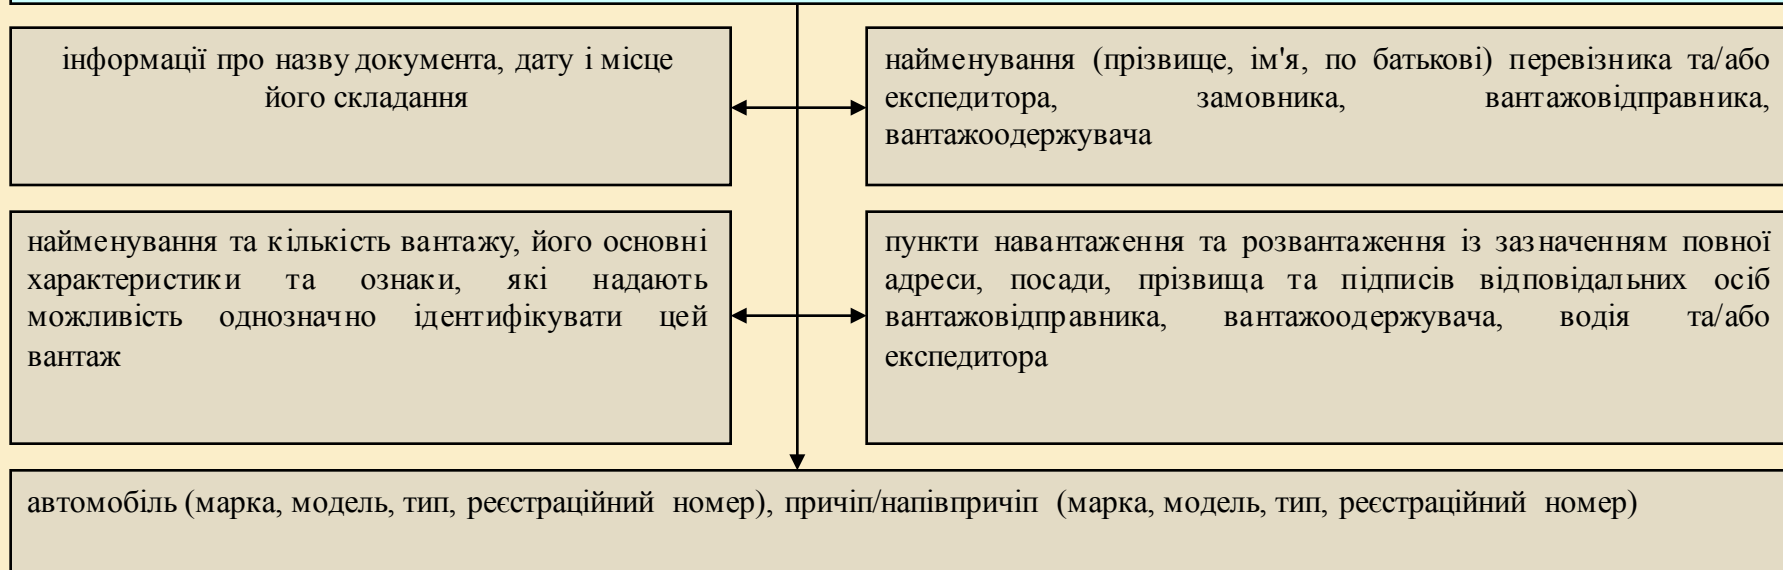 інформації про назву документа, дату і місце
його складання
найменування (прізвище, ім'я, по батькові) перевізника та/або
експедитора, замовника, вантажовідправника,
вантажоодержувача
найменування та кількість вантажу, його основні
характеристики та ознаки, які надають
можливість однозначно ідентифікувати цей
вантаж
пункти навантаження та розвантаження із зазначенням повної
адреси, посади, прізвища та підписів відповідальних осіб
вантажовідправника, вантажоодержувача, водія та/або
експедитора
автомобіль (марка, модель, тип, реєстраційний номер), причіп/напівпричіп (марка, модель, тип, реєстраційний номер)